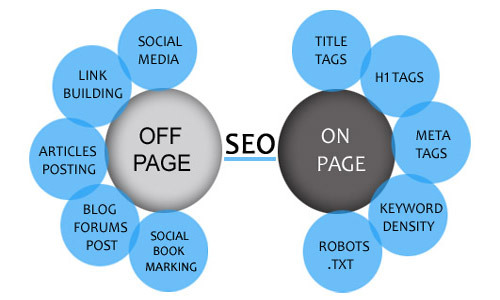 SOCIAL
MEDIA
LINK
BUILDING
ARTICLES
POSTING
BLOG
FORUMS
POST
SOCIAL
BOOK
MARKING
OFF
PAGE
SEO
ON
PAGE
TITLE
TAGS
H1 TAGS
META
TAGS
KEYWORD
DENSITY
ROBOTS
.TXT